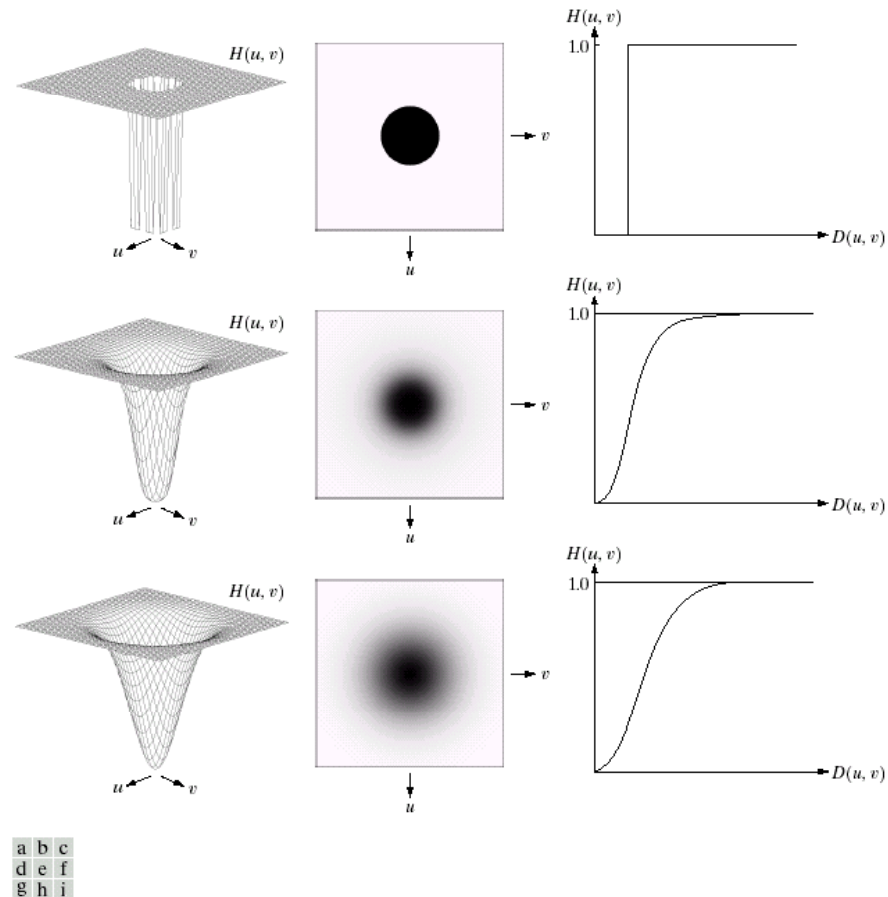 H(u, v)
v
u
u
v
H(u, v)
1.0
D(u, v)
H(u, v)
v
u
u
v
H(u, v)
1.0
D(u, v)
H(u, v)
v
u
u
v
H(u, v)
1.0
D(u, v)
a b c
d e f
g h i